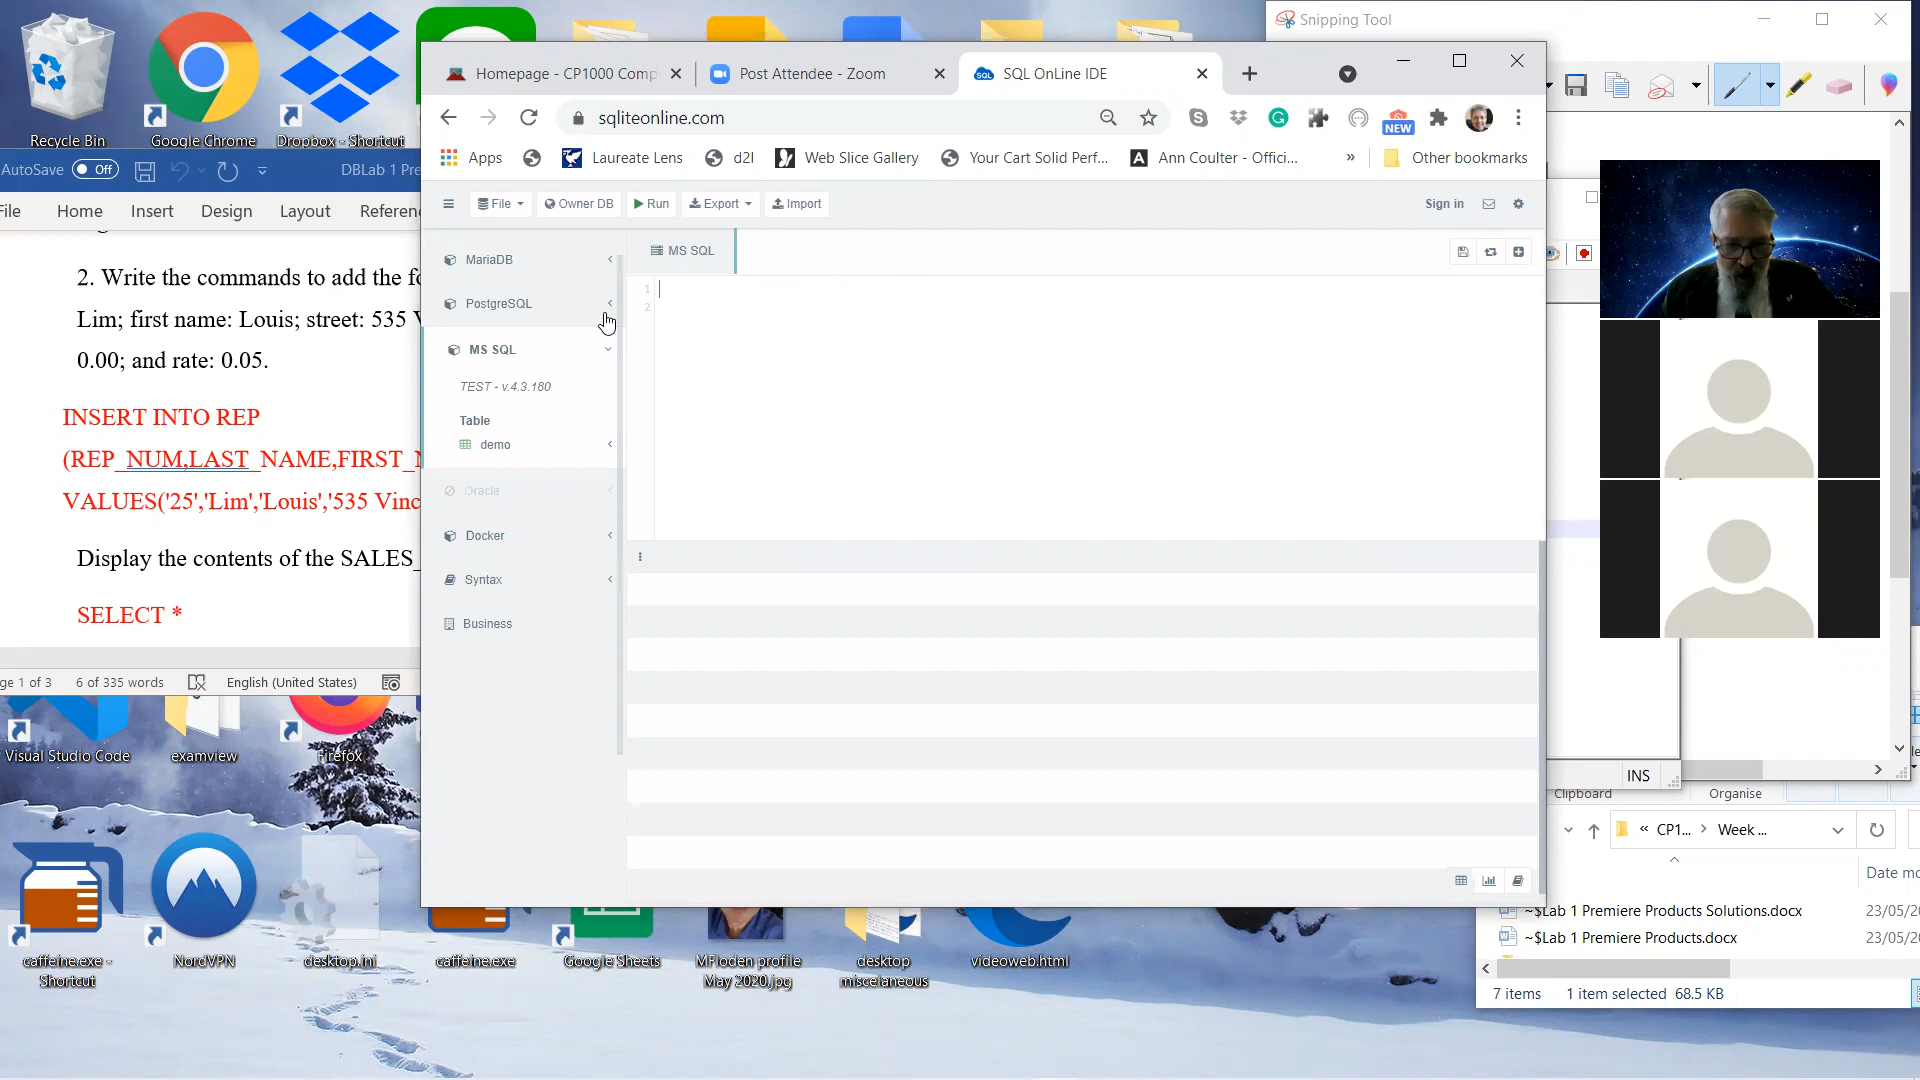 Recycle Bin
Google Chrome
Dropbox - Shortcut
Snipping Tool
Homepage - CP1000 Comp
Post Attendee - Zoom
SQL OnLine IDE
sqliteonline.com
NEW
Apps
Laureate Lens
d2l
Web Slice Gallery
Your Cart Solid Perf...
Ann Coulter - Offici...
»
Other bookmarks
AutoSave
Off
DBLab 1 Pre
File
Owner DB
Run
Export
Import
Sign in
File
Home
Insert
Design
Layout
Referen
2. Write the commands to add the fo
Lim; first name: Louis; street: 535 V
0.00; and rate: 0.05.
INSERT INTO REP
(REP_NUM,LAST_NAME,FIRST_N
VALUES('25','Lim','Louis','535 Vinc
Display the contents of the SALES_
SELECT *
ge 1 of 3
6 of 335 words
English (United States)
MariaDB
PostgreSQL
MS SQL
TEST - v.4.3.180
Table
demo
Oracle
Docker
Syntax
Business
MS SQL
1
2
INS
Clipboard
Organise
« CP1... > Week ...
Date mo
~$Lab 1 Premiere Products Solutions.docx
23/05/20
~$Lab 1 Premiere Products.docx
23/05/20
7 items
1 item selected 68.5 KB
Visual Studio Code
examview
Firefox
caffeine.exe -
Shortcut
NordVPN
desktop.ini
caffeine.exe
Google Sheets
MFloden profile
May 2020.jpg
desktop
miscelaneous
videoweb.html